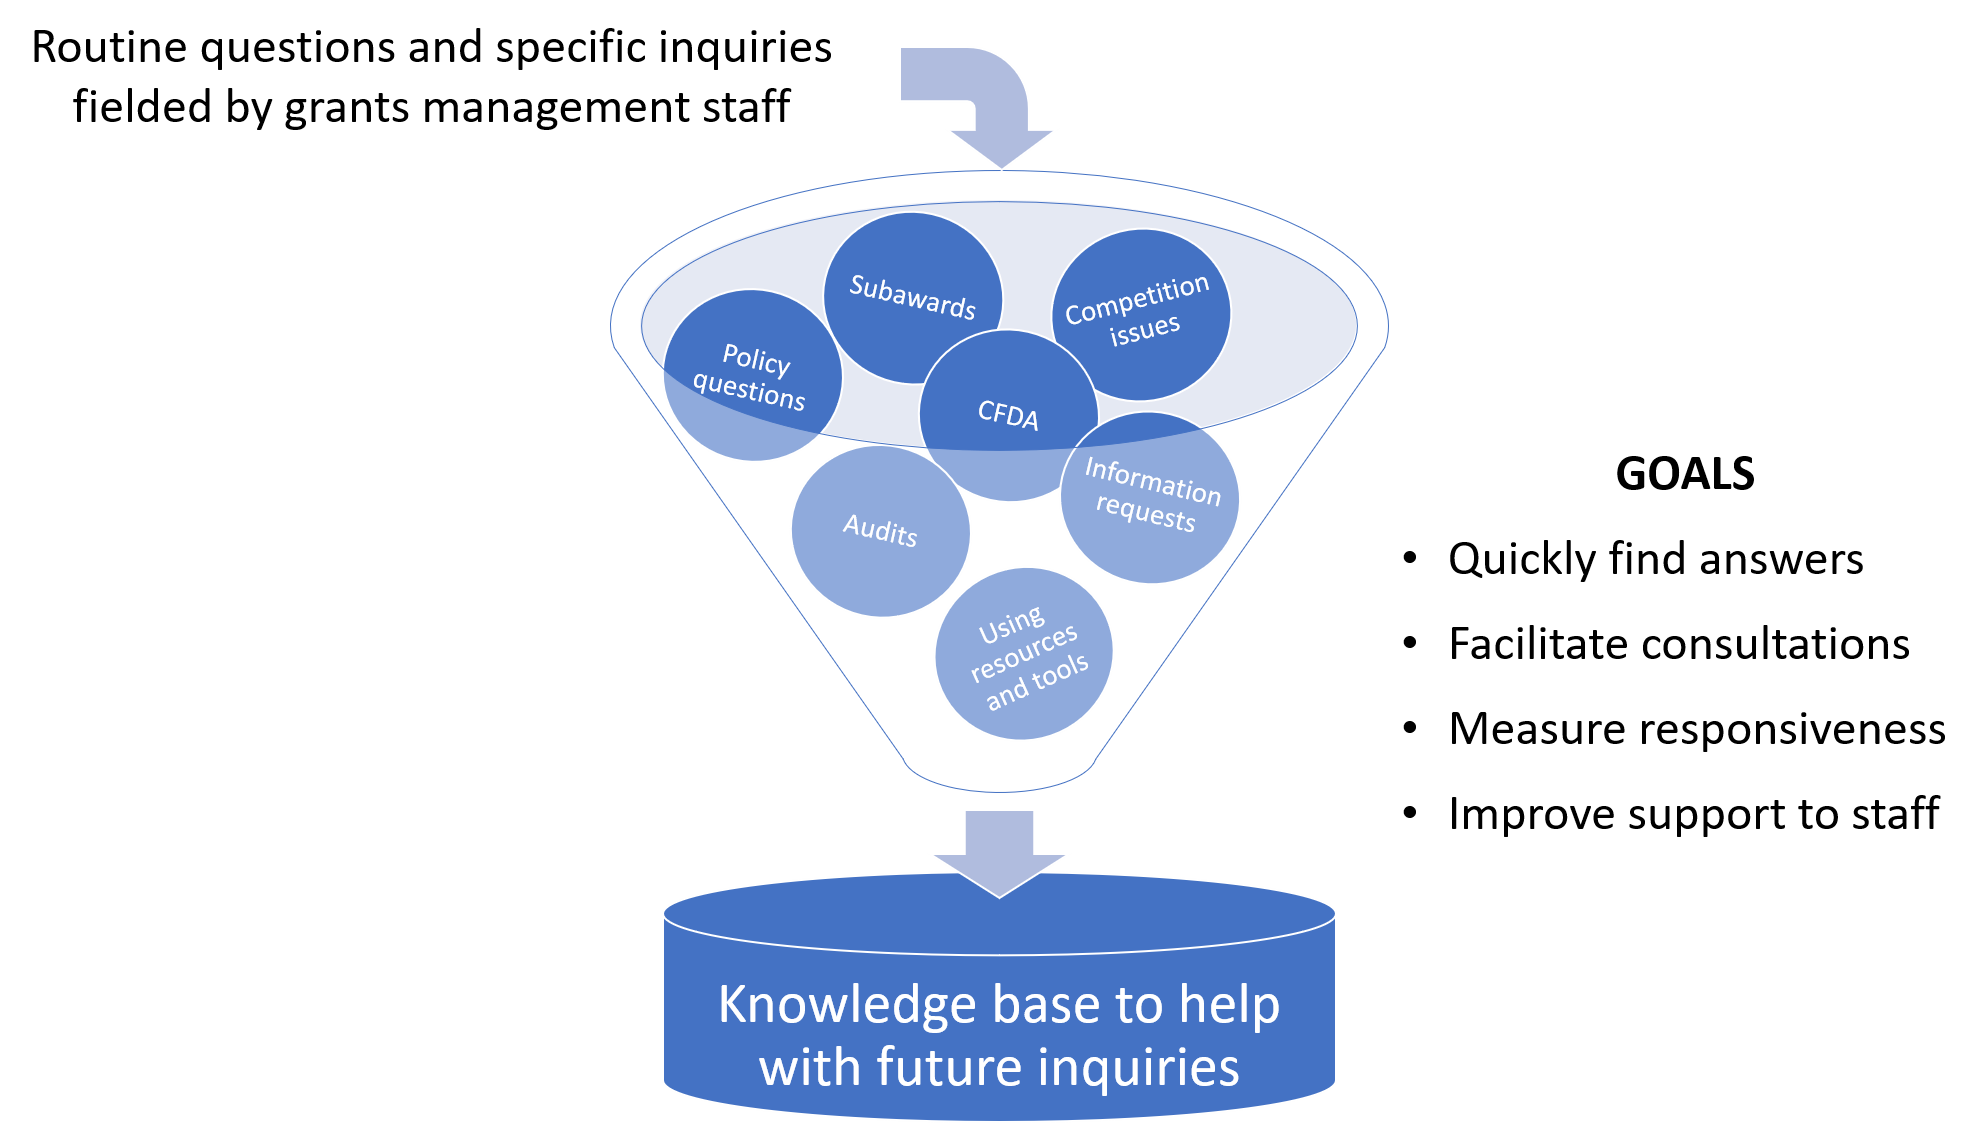 Routine questions and specific inquiries
fielded by grants management staff
Subawards
Competition
issues
Policy
questions
CFDA
Information
requests
Audits
Using
resources
and tools
GOALS
• Quickly find answers
• Facilitate consultations
• Measure responsiveness
• Improve support to staff
Knowledge base to help
with future inquiries